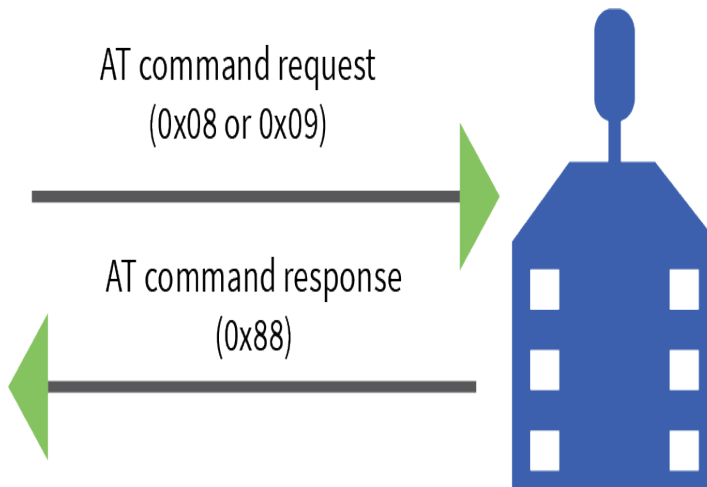 AT command request
(0x08 or 0x09)
AT command response
(0x88)